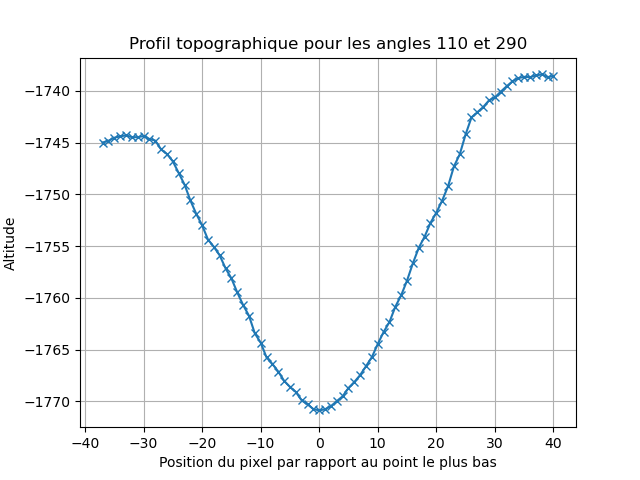 Profil topographique pour les angles 110 et 290
Altitude
−1740
−1745
−1750
−1755
−1760
−1765
−1770
−40 −30 −20 −10 0 10 20 30 40
Position du pixel par rapport au point le plus bas